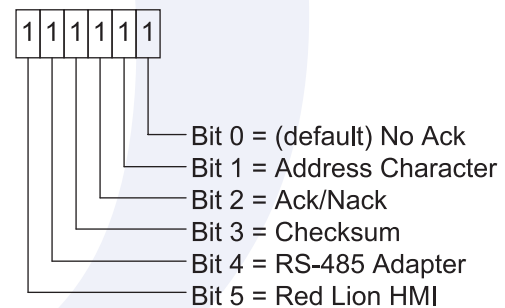 1 1 1 1 1 1
Bit 0 = (default) No Ack
Bit 1 = Address Character
Bit 2 = Ack/Nack
Bit 3 = Checksum
Bit 4 = RS-485 Adapter
Bit 5 = Red Lion HMI